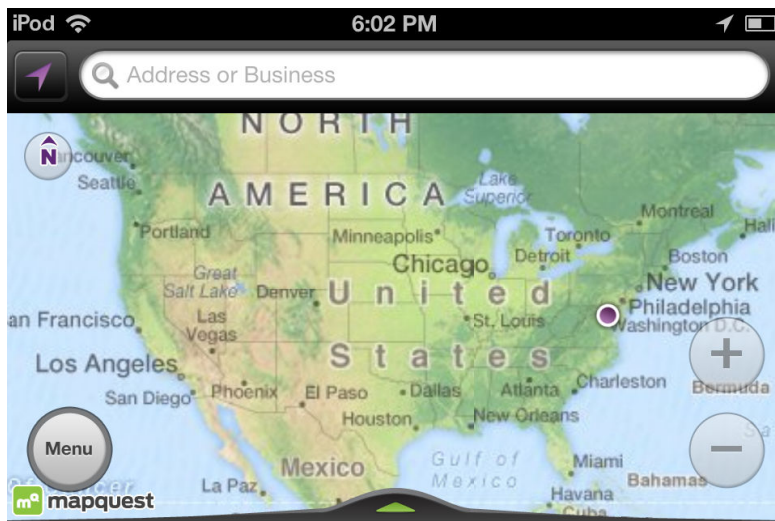 iPod 6:02 PM
Address or Business
NORTH
N
ncouver
Seattle
AMERICA
Lake
Superior
Montreal
Hali
Portland
Minneapolis
Toronto
Boston
Chicago
Detroit
Great
Salt Lake
Denver
United
New York
Philadelphia
an Francisco
Las
Vegas
St. Louis
Washington D.C.
Los Angeles
States
+
San Diego
Phoenix
El Paso
Dallas
Atlanta
Charleston
Bermuda
Houston
New Orleans
Menu
−
Mexico
Gulf of
Mexico
Miami
La Paz
Bahamas
mq mapquest
Havana
Cuba